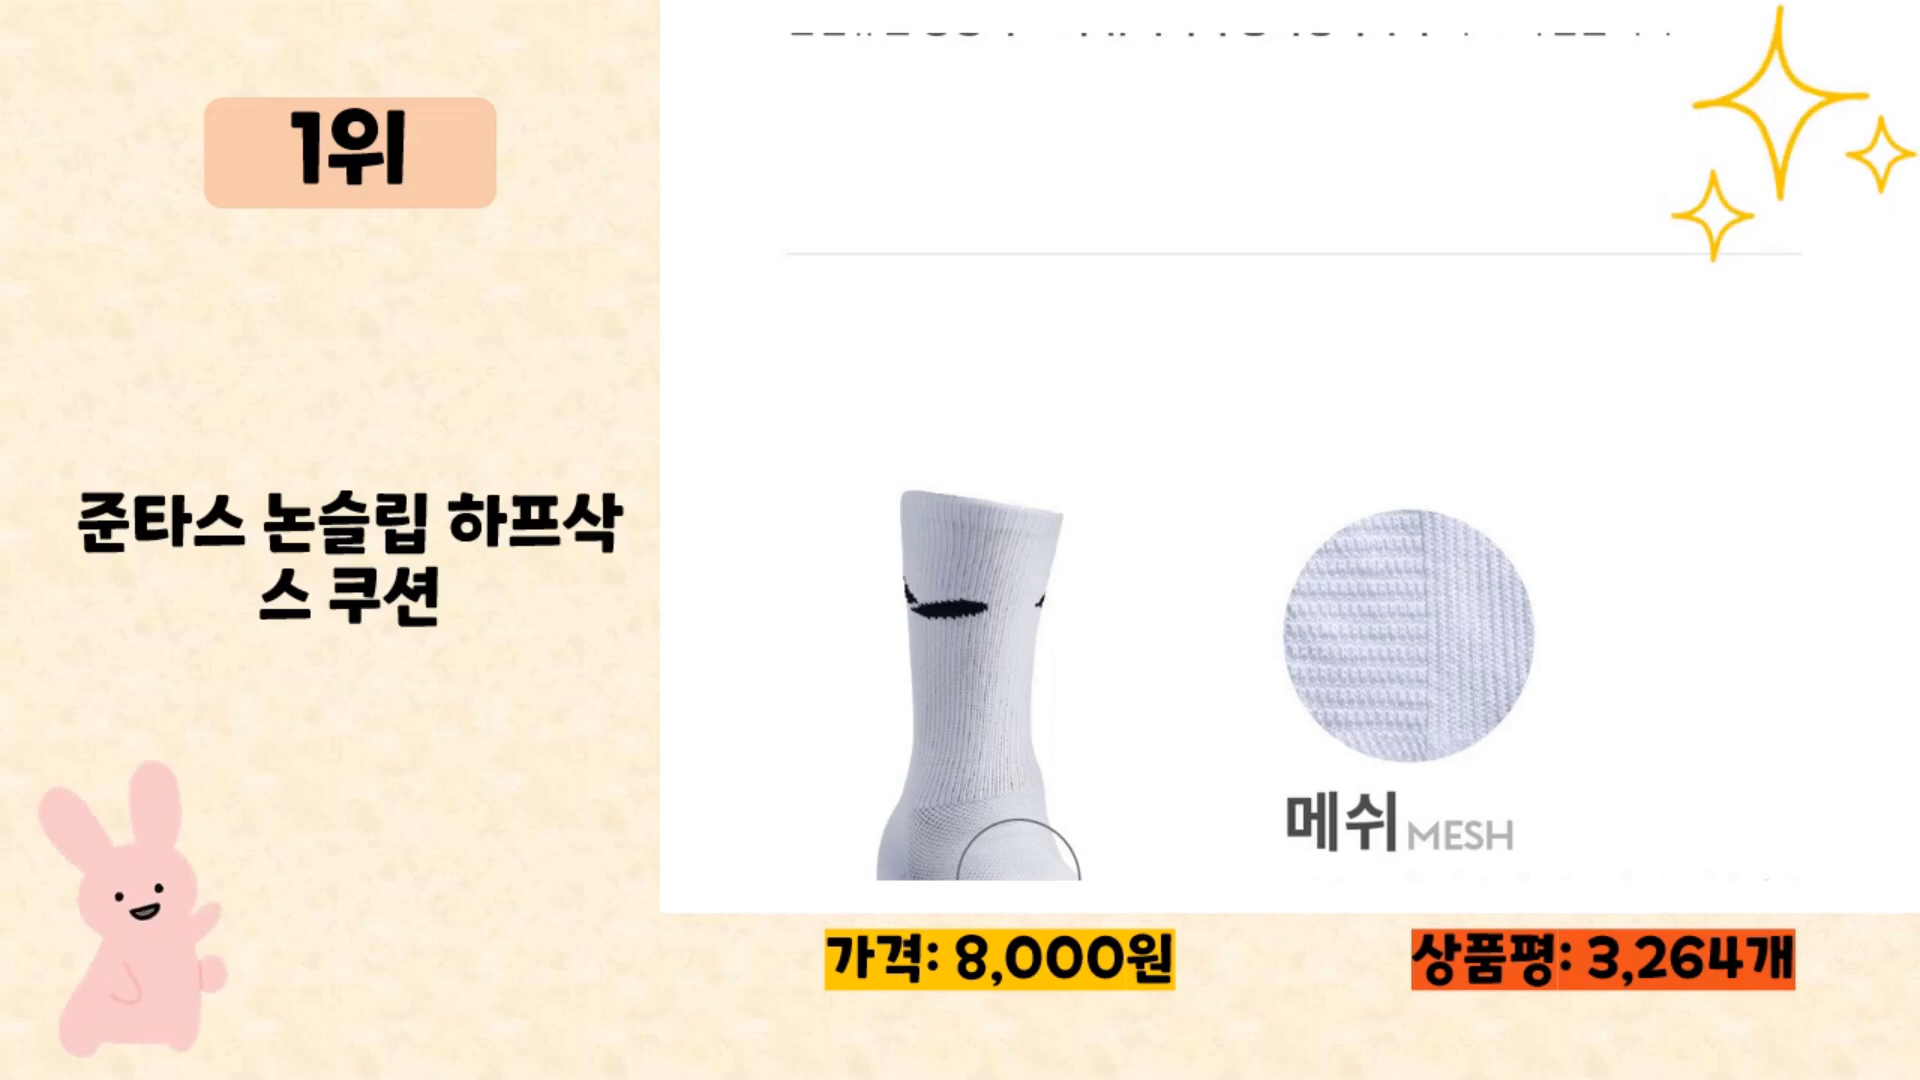 1위
준타스 논슬립 하프삭
스 쿠션
메쉬 MESH
가격: 8,000원
상품평: 3,264개